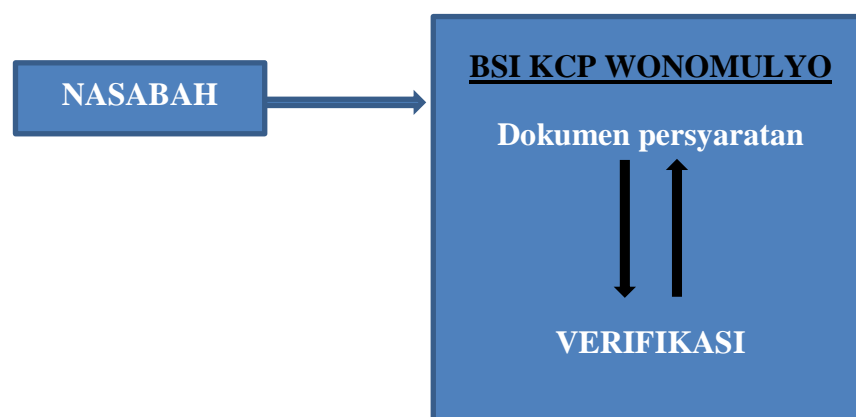 NASABAH
BSI KCP WONOMULYO
Dokumen persyaratan
VERIFIKASI